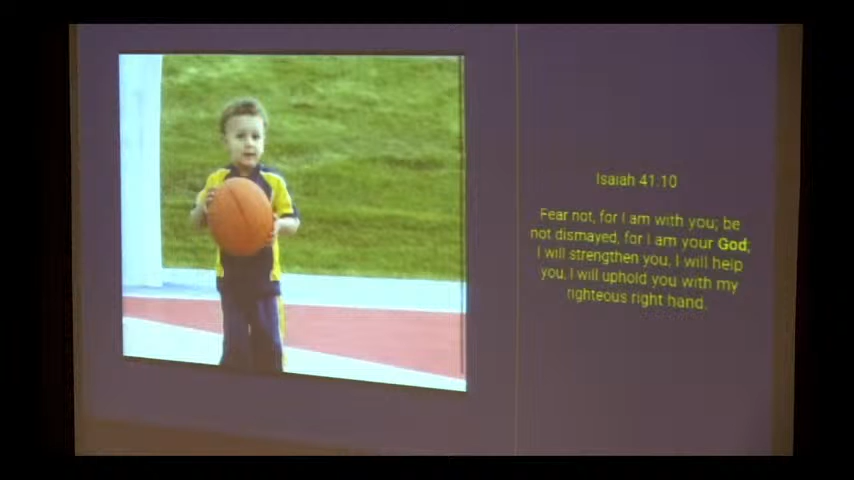 Isaiah 41.10
Fear not, for I am with you; be
not dismayed, for I am your God;
I will strengthen you, I will help
you, I will uphold you with my
righteous right hand.